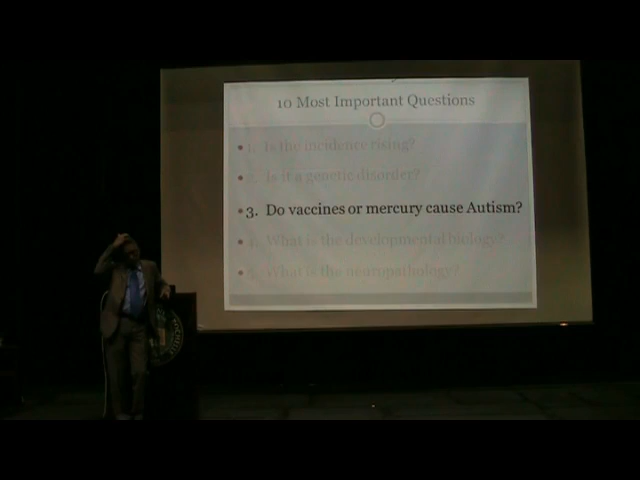 10 Most Important Questions
• 1. Is the incidence rising?
• 2. Is it a genetic disorder?
• 3. Do vaccines or mercury cause Autism?
• 4. What is the developmental biology?
• 5. What is the neuropathology?